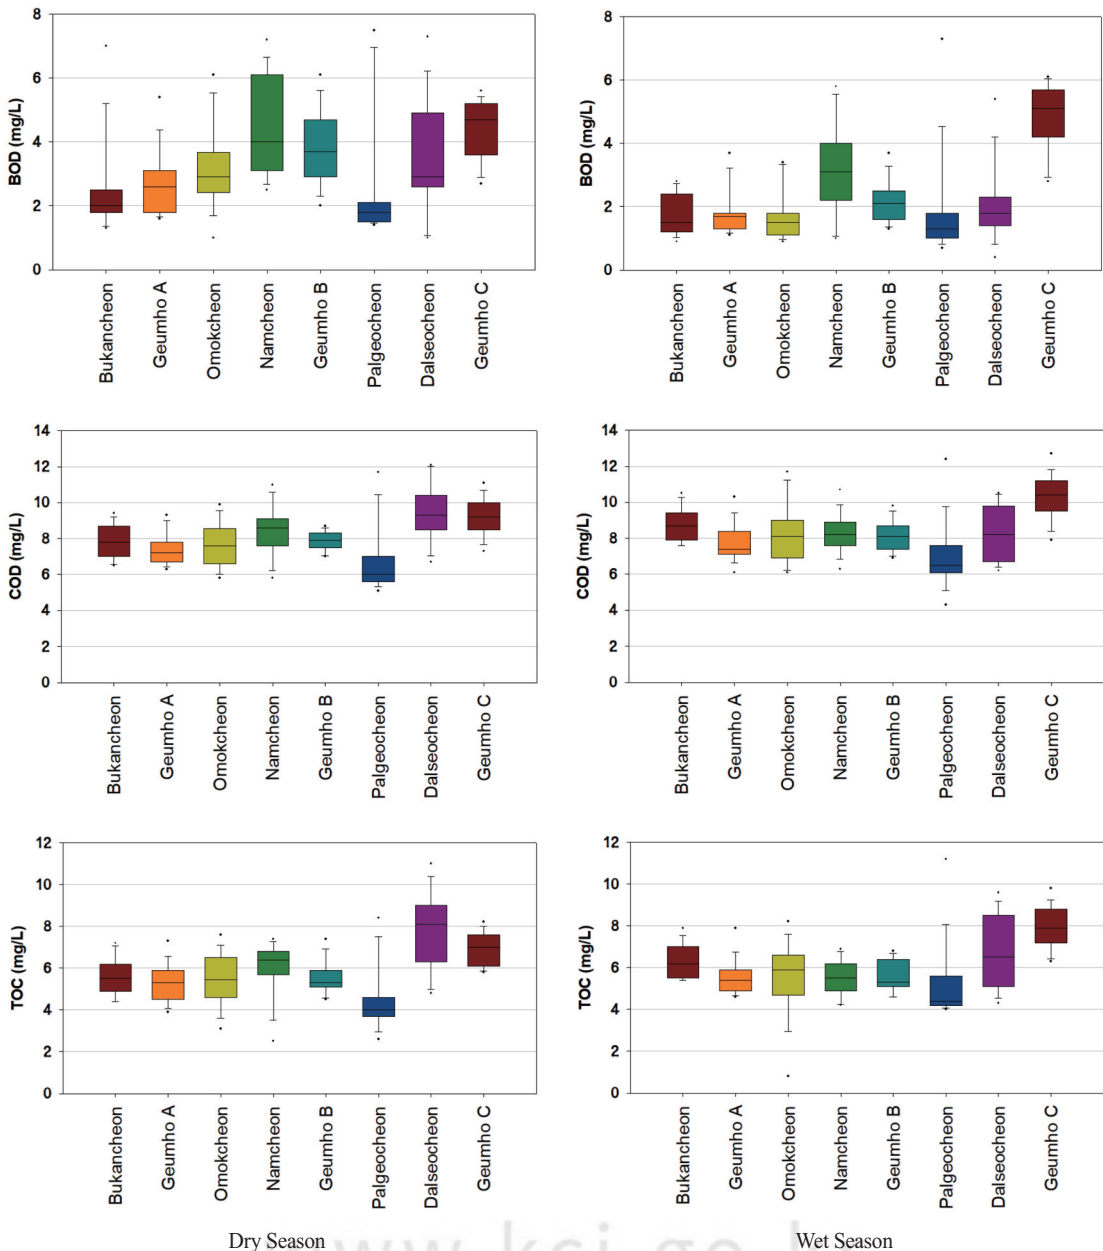 8
6
4
2
0
BOD (mg/L)
Bukancheon
Geumho A
Omokcheon
Namcheon
Geumho B
Palgeocheon
Dalseocheon
Geumho C
8
6
4
2
0
BOD (mg/L)
Bukancheon
Geumho A
Omokcheon
Namcheon
Geumho B
Palgeocheon
Dalseocheon
Geumho C
14
12
10
8
6
4
2
0
COD (mg/L)
Bukancheon
Geumho A
Omokcheon
Namcheon
Geumho B
Palgeocheon
Dalseocheon
Geumho C
14
12
10
8
6
4
2
0
COD (mg/L)
Bukancheon
Geumho A
Omokcheon
Namcheon
Geumho B
Palgeocheon
Dalseocheon
Geumho C
12
10
8
6
4
2
0
TOC (mg/L)
Bukancheon
Geumho A
Omokcheon
Namcheon
Geumho B
Palgeocheon
Dalseocheon
Geumho C
12
10
8
6
4
2
0
TOC (mg/L)
Bukancheon
Geumho A
Omokcheon
Namcheon
Geumho B
Palgeocheon
Dalseocheon
Geumho C
Dry Season
Wet Season